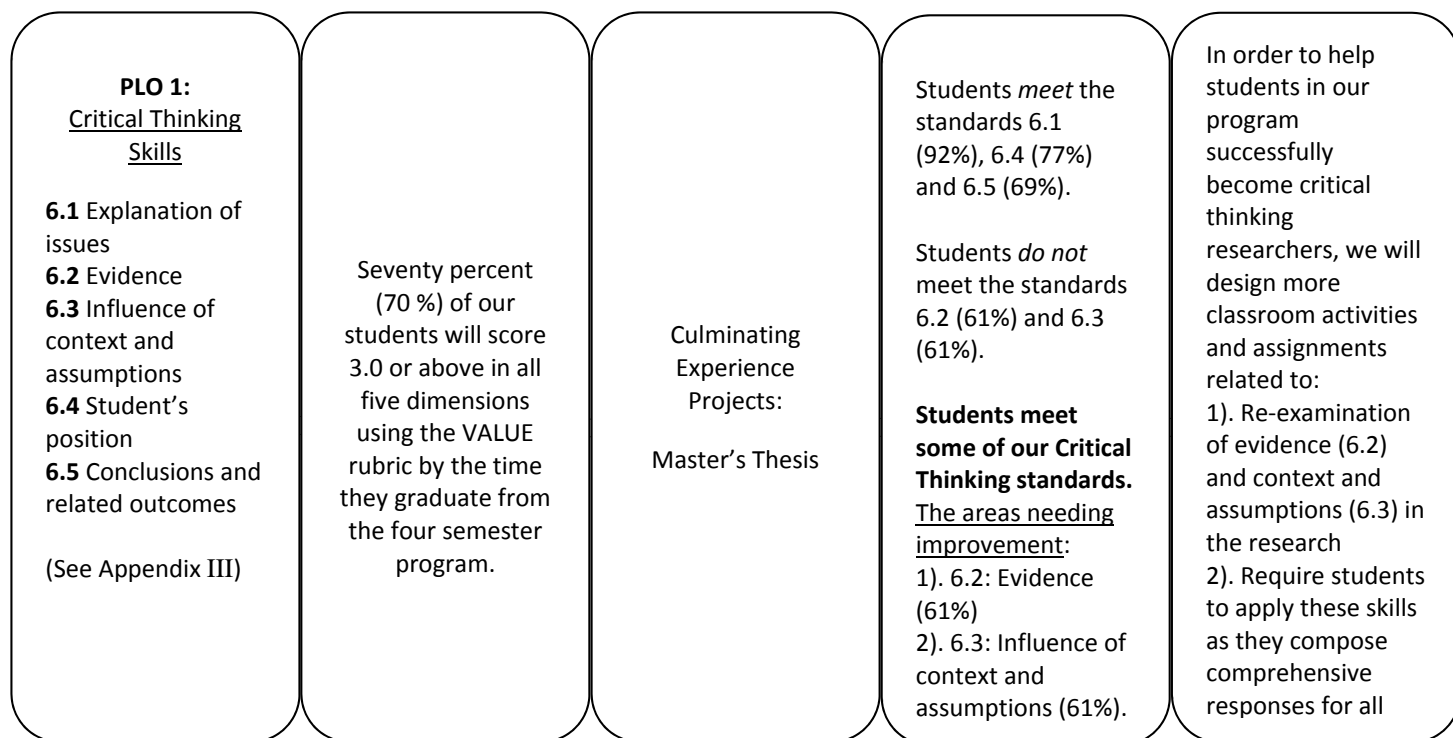 PLO 1:
Critical Thinking
Skills
6.1 Explanation of
issues
6.2 Evidence
6.3 Influence of
context and
assumptions
6.4 Student's
position
6.5 Conclusions and
related outcomes
(See Appendix III)
Seventy percent
(70 %) of our
students will score
3.0 or above in all
five dimensions
using the VALUE
rubric by the time
they graduate from
the four semester
program.
Culminating
Experience
Projects:
Master's Thesis
Students meet the
standards 6.1
(92%), 6.4 (77%)
and 6.5 (69%).
Students do not
meet the standards
6.2 (61%) and 6.3
(61%).
Students meet
some of our Critical
Thinking standards.
The areas needing
improvement:
1). 6.2: Evidence
(61%)
2). 6.3: Influence of
context and
assumptions (61%).
In order to help
students in our
program
successfully
become critical
thinking
researchers, we will
design more
classroom activities
and assignments
related to:
1). Re-examination
of evidence (6.2)
and context and
assumptions (6.3) in
the research
2). Require students
to apply these skills
as they compose
comprehensive
responses for all